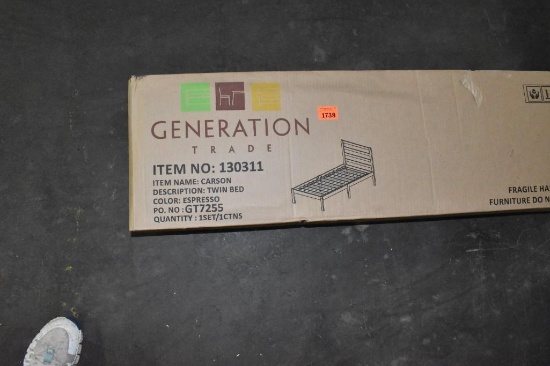 GENERATION
TRADE
1738
ITEM NO: 130311
ITEM NAME: CARSON
DESCRIPTION: TWIN BED
COLOR: ESPRESSO
PO. NO : GT7255
QUANTITY : 1SET/1CTNS
FRAGILE HA
FURNITURE DO N